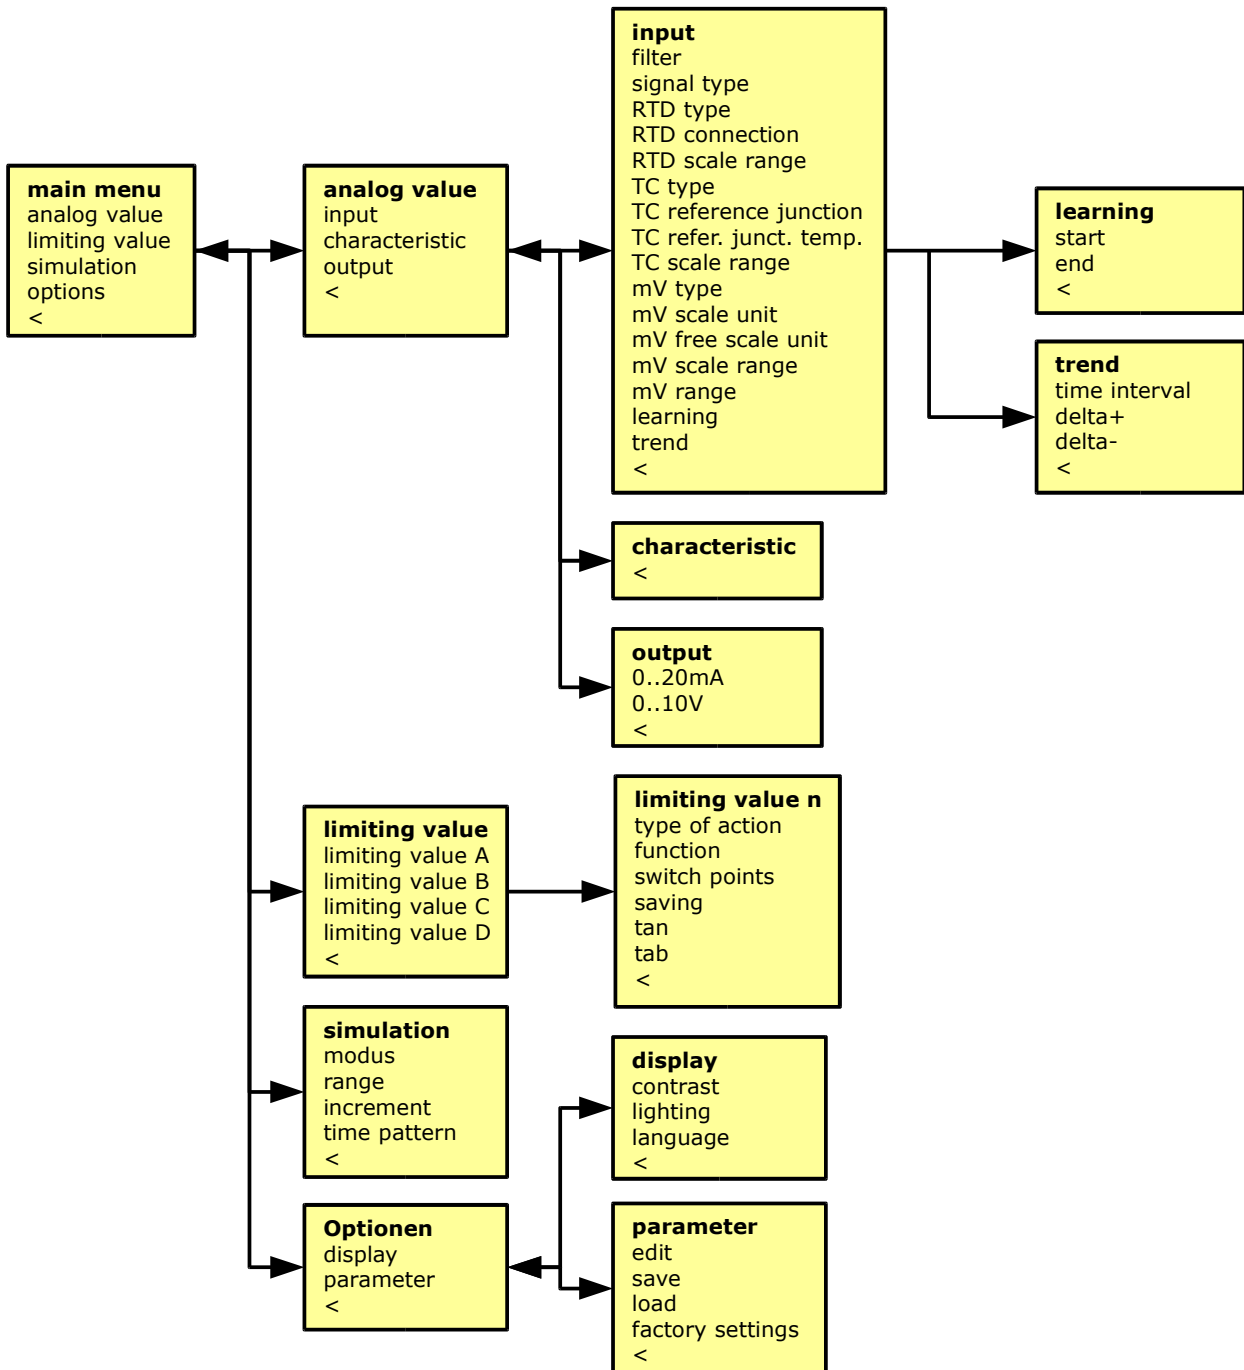 main menu
analog value
limiting value
simulation
options
<
analog value
input
characteristic
output
<
input
filter
signal type
RTD type
RTD connection
RTD scale range
TC type
TC reference junction
TC refer. junct. temp.
TC scale range
mV type
mV scale unit
mV free scale unit
mV scale range
mV range
learning
trend
<
learning
start
end
<
trend
time interval
delta+
delta-
<
characteristic
<
output
0..20mA
0..10V
<
limiting value
limiting value A
limiting value B
limiting value C
limiting value D
<
limiting value n
type of action
function
switch points
saving
tan
tab
<
simulation
modus
range
increment
time pattern
<
Optionen
display
parameter
<
display
contrast
lighting
language
<
parameter
edit
save
load
factory settings
<